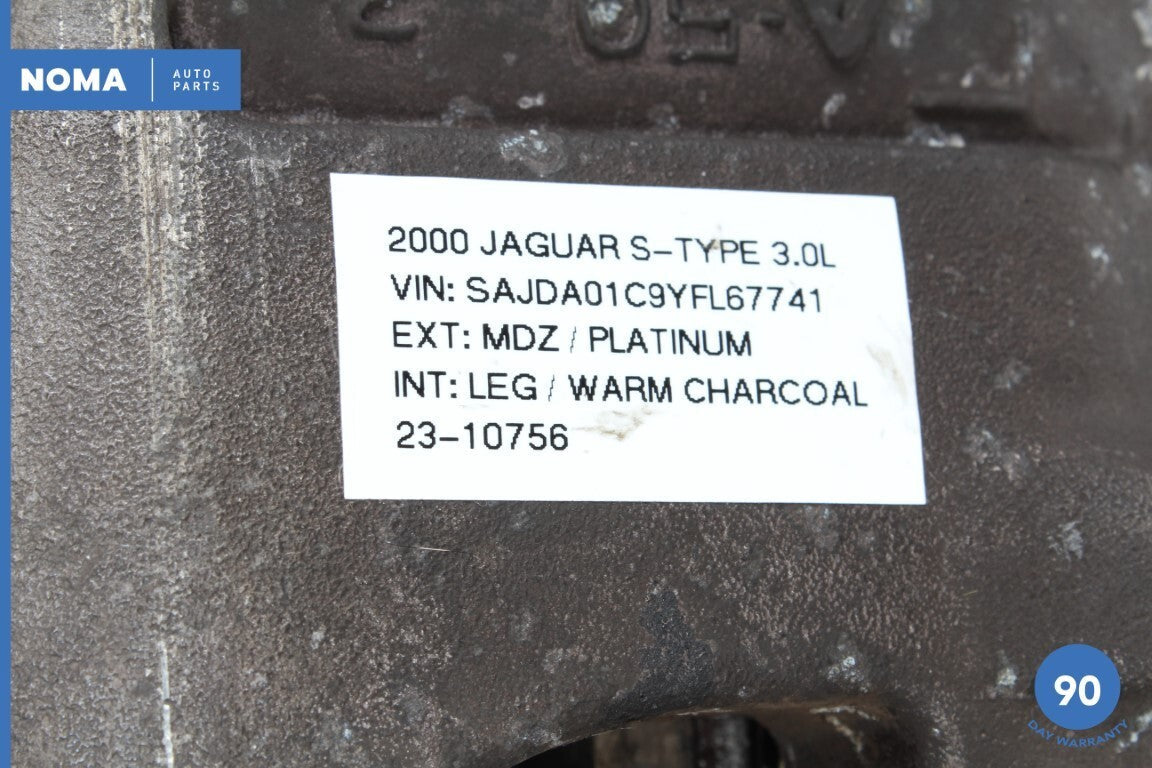 NOMA AUTO PARTS
2000 JAGUAR S-TYPE 3.0L
VIN: SAJDA01C9YFL67741
EXT: MDZ / PLATINUM
INT: LEG / WARM CHARCOAL
23-10756
90
DAY WARRANTY